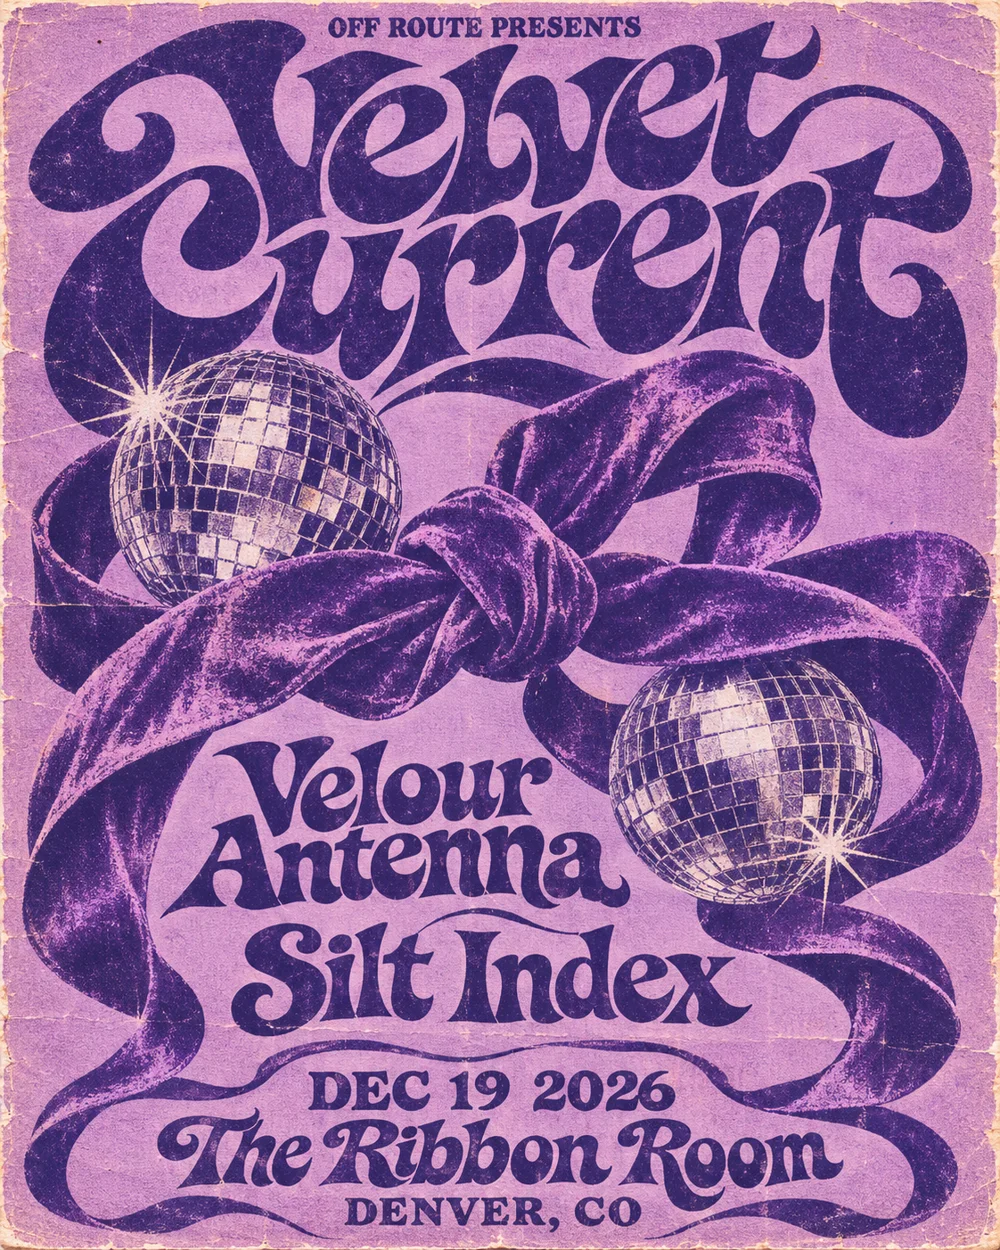 OFF ROUTE PRESENTS
Velvet
Current
Velour
Antenna
Silt Index
DEC 19 2026
The Ribbon Room
DENVER, CO